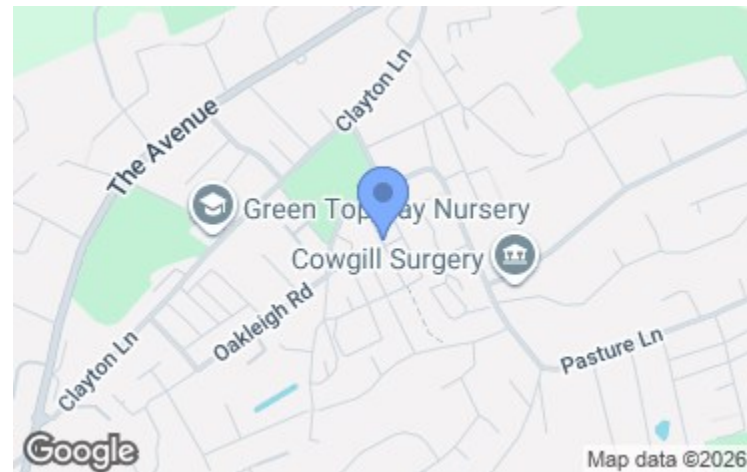 The Avenue
Clayton Ln
Green Top Day Nursery
Cowgill Surgery
Oakleigh Rd
Clayton Ln
Pasture Ln
Google
Map data ©2026